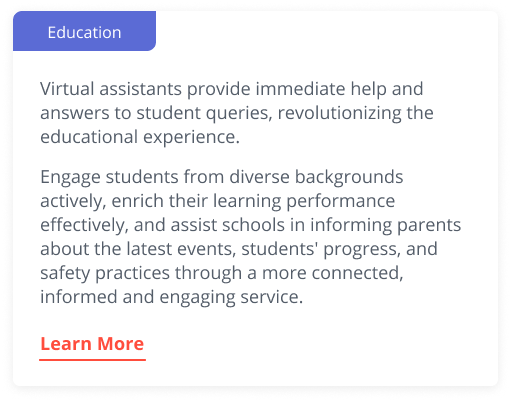 Education
Virtual assistants provide immediate help and
answers to student queries, revolutionizing the
educational experience.
Engage students from diverse backgrounds
actively, enrich their learning performance
effectively, and assist schools in informing parents
about the latest events, students' progress, and
safety practices through a more connected,
informed and engaging service.
Learn More